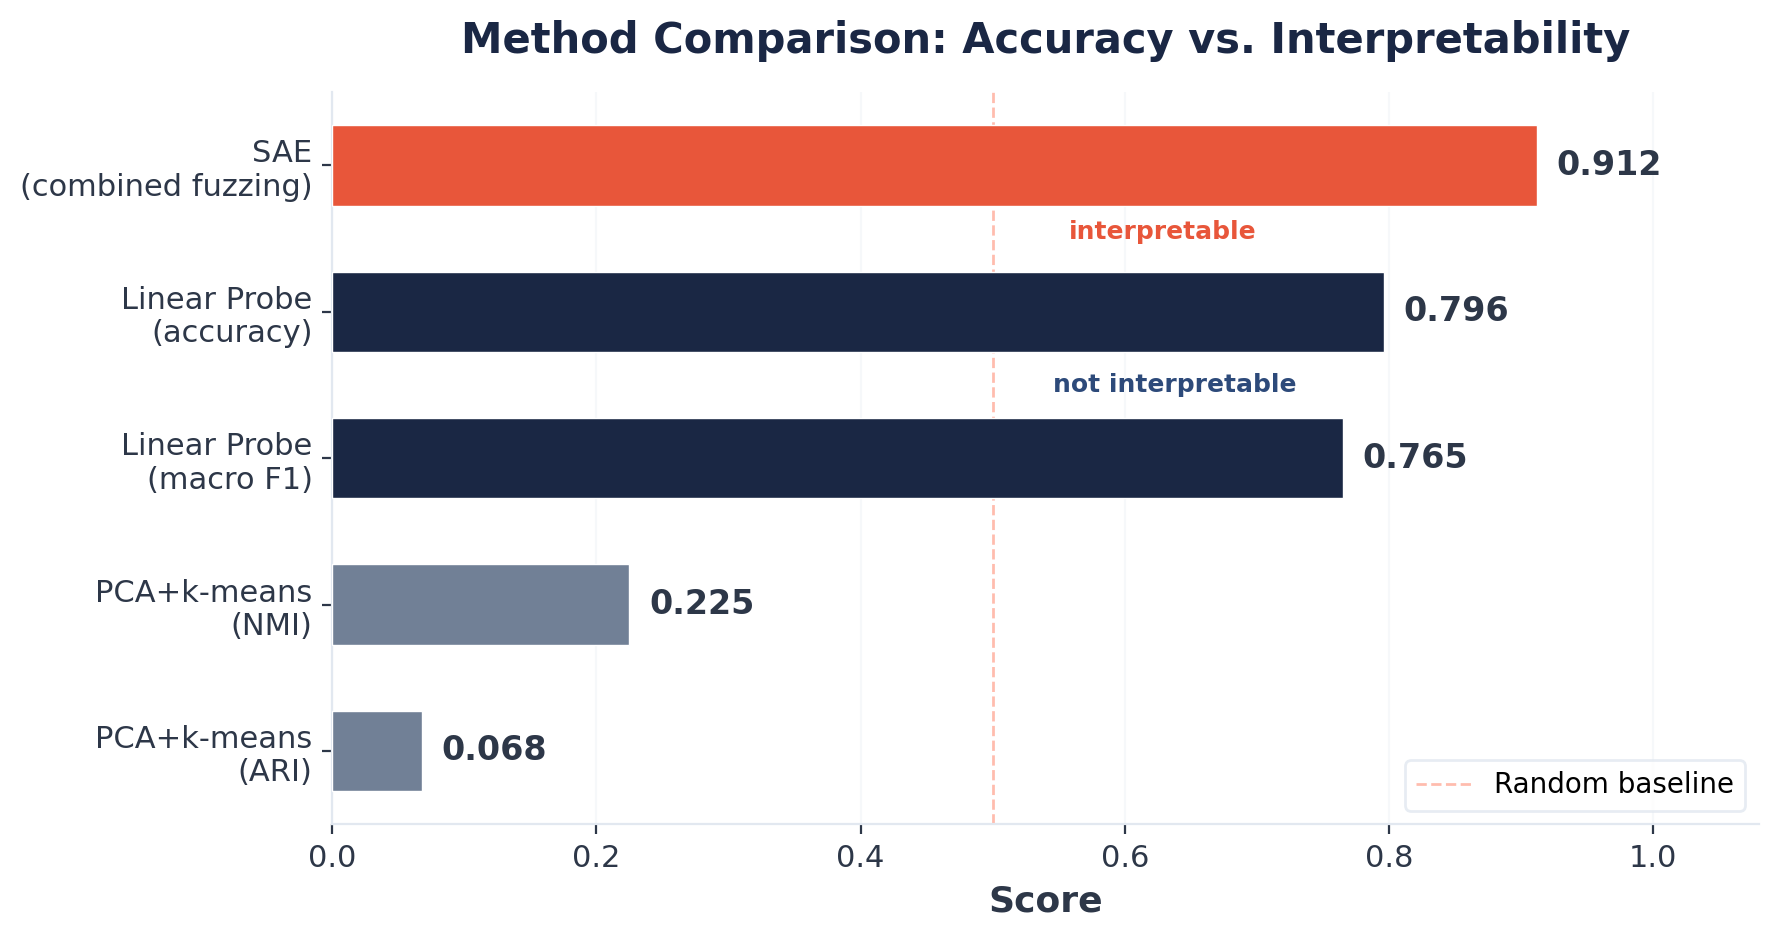 Method Comparison: Accuracy vs. Interpretability
SAE
(combined fuzzing)
0.912
interpretable
Linear Probe
(accuracy)
0.796
not interpretable
Linear Probe
(macro F1)
0.765
PCA+k-means
(NMI)
0.225
PCA+k-means
(ARI)
0.068
Random baseline
0.0 0.2 0.4 0.6 0.8 1.0
Score